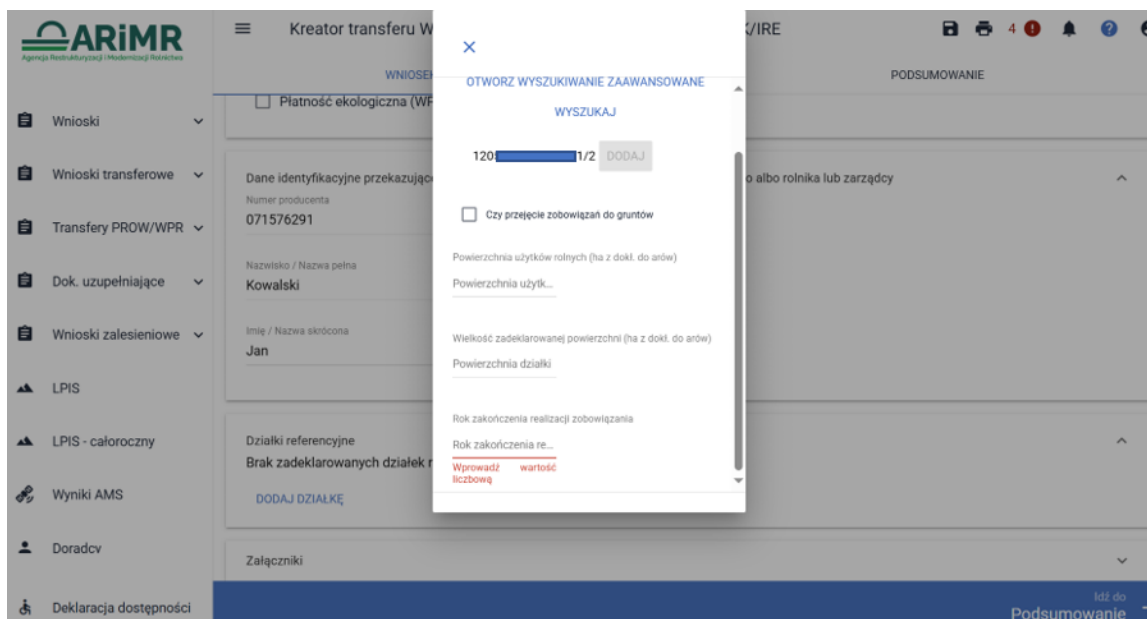 ARiMR
Agencja Restrukturyzacji i Modernizacji Rolnictwa
Kreator transferu W
K/IRE
4
WNIOSEK
PODSUMOWANIE
Płatność ekologiczna (WP
Wnioski
Wnioski transferowe
Transfery PROW/WPR
Dok. uzupełniające
Wnioski zalesieniowe
LPIS
LPIS - całoroczny
Wyniki AMS
Doradcy
Deklaracja dostępności
Dane identyfikacyjne przekazując
o albo rolnika lub zarządcy
Numer producenta
071576291
Nazwisko / Nazwa pełna
Kowalski
Imię / Nazwa skrócona
Jan
Działki referencyjne
Brak zadeklarowanych działek r
DODAJ DZIAŁKĘ
Załączniki
OTWÓRZ WYSZUKIWANIE ZAAWANSOWANE
WYSZUKAJ
120 1/2 DODAJ
Czy przejęcie zobowiązań do gruntów
Powierzchnia użytków rolnych (ha z dokł. do arów)
Powierzchnia użytk...
Wielkość zadeklarowanej powierzchni (ha z dokł. do arów)
Powierzchnia działki
Rok zakończenia realizacji zobowiązania
Rok zakończenia re...
Wprowadź wartość
liczbową
Idź do
Podsumowanie